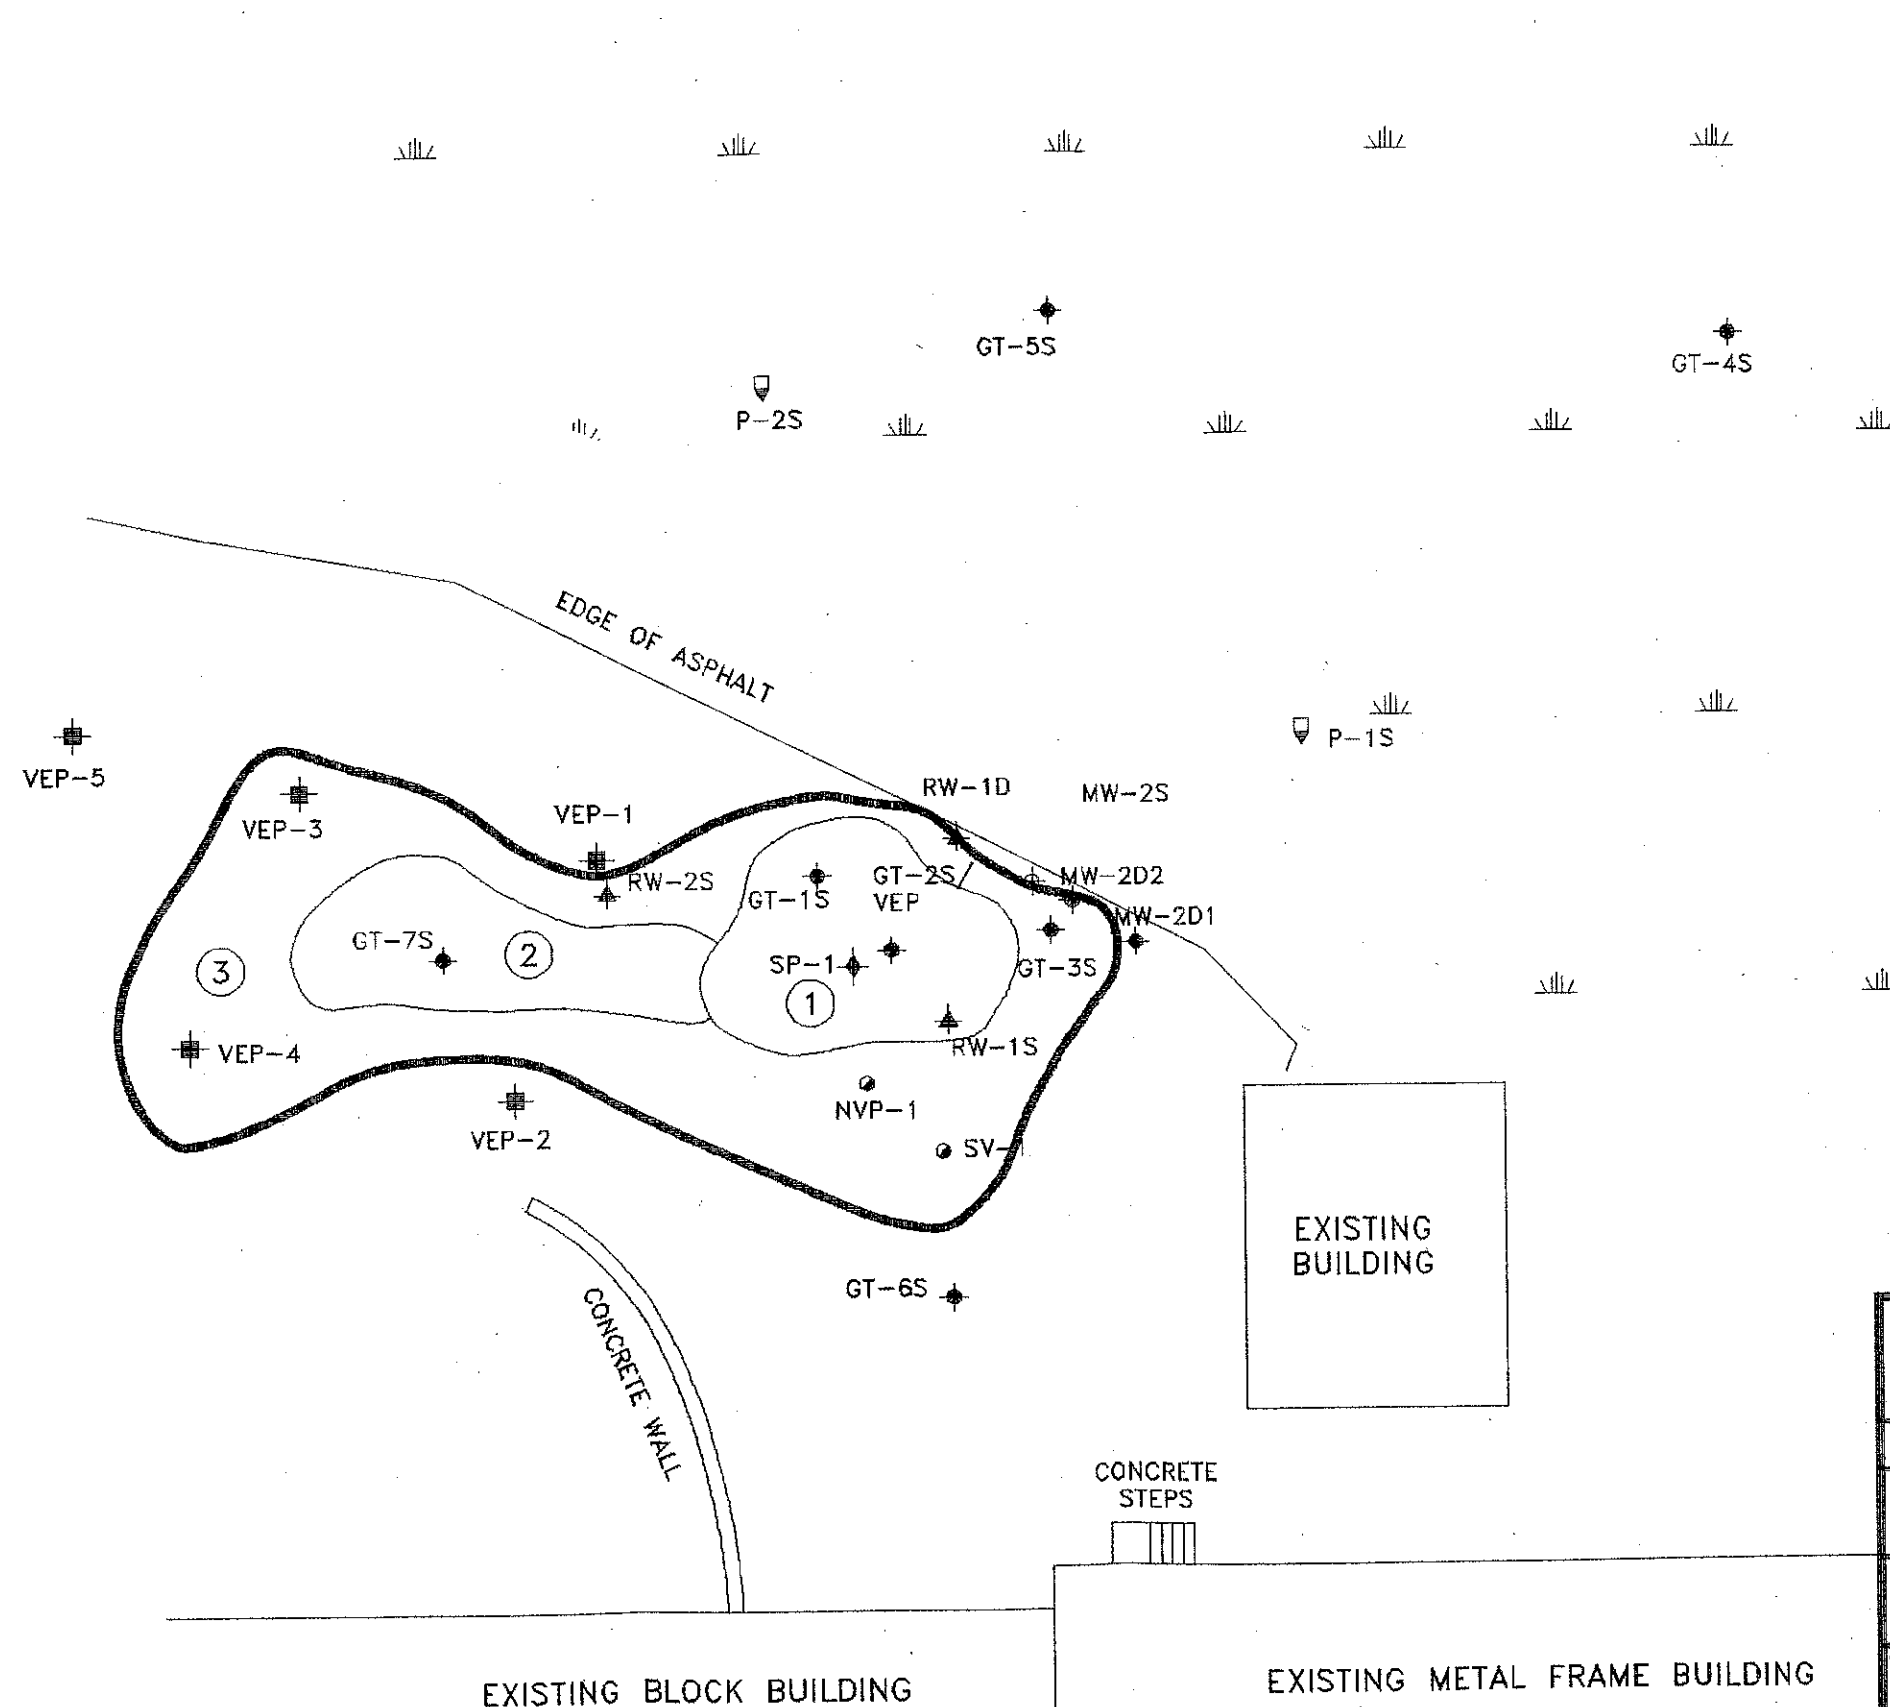 GT-5S
GT-4S
P-2S
EDGE OF ASPHALT
P-1S
VEP-5
RW-1D
MW-2S
VEP-3
VEP-1
RW-2S
GT-1S
GT-2S
VEP
MW-2D2
MW-2D1
GT-7S
2
3
SP-1
1
GT-3S
VEP-4
RW-1S
NVP-1
VEP-2
SV-1
EXISTING
BUILDING
GT-6S
CONCRETE WALL
CONCRETE
STEPS
EXISTING BLOCK BUILDING
EXISTING METAL FRAME BUILDING